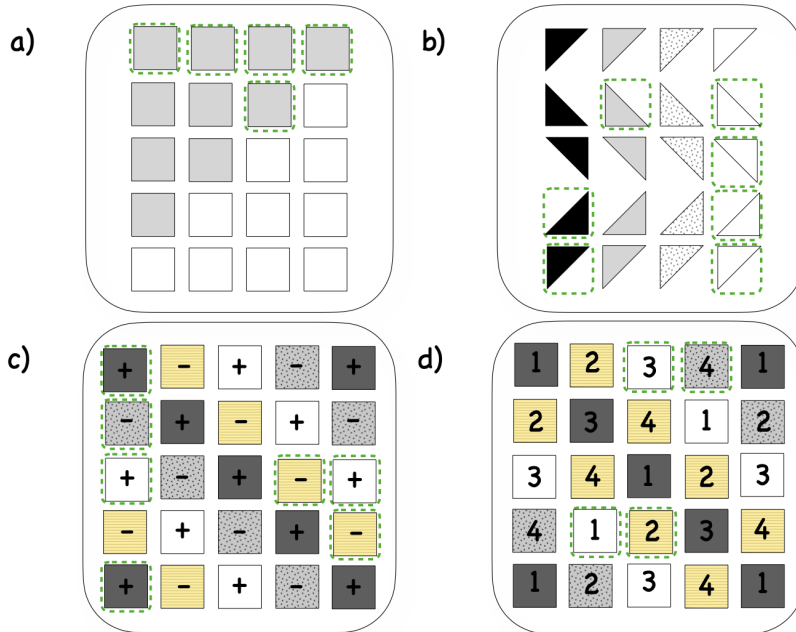 a)
b)
c)
+ - + - +
- + - + -
+ - + - +
- + - + -
+ - + - +
d)
1 2 3 4 1
2 3 4 1 2
3 4 1 2 3
4 1 2 3 4
1 2 3 4 1